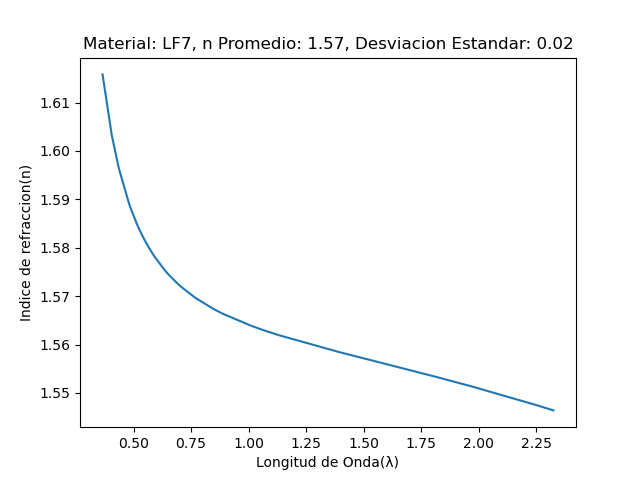 Material: LF7, n Promedio: 1.57, Desviacion Estandar: 0.02
Indice de refraccion(n)
1.61
1.60
1.59
1.58
1.57
1.56
1.55
0.50 0.75 1.00 1.25 1.50 1.75 2.00 2.25
Longitud de Onda(λ)